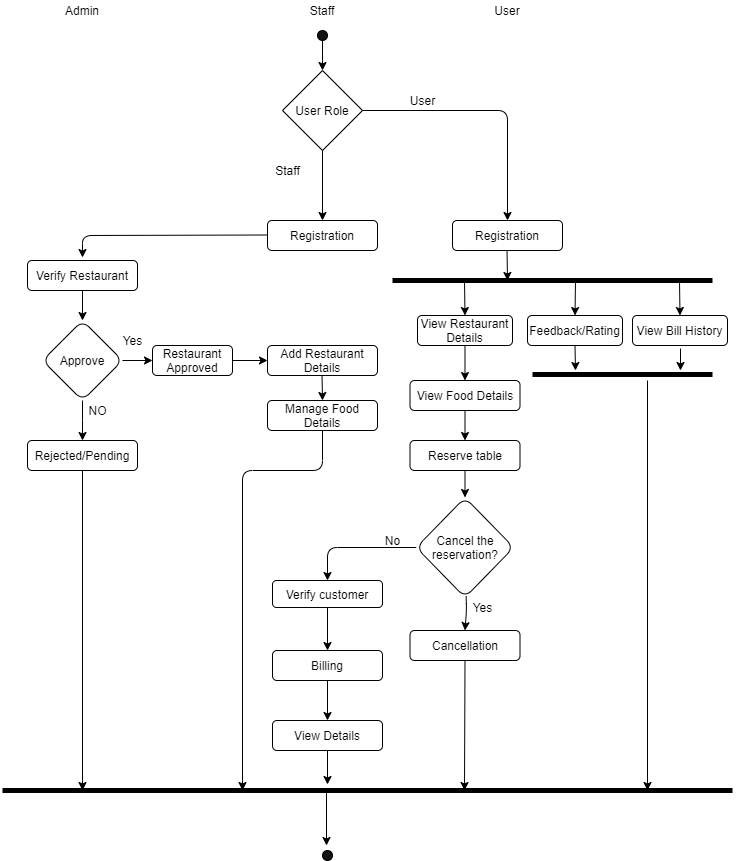 Admin
Staff
User
User Role
User
Staff
Registration
Registration
Verify Restaurant
View Restaurant
Details
Feedback/Rating
View Bill History
Approve
Yes
Restaurant
Approved
Add Restaurant
Details
View Food Details
NO
Manage Food
Details
Rejected/Pending
Reserve table
Cancel the
reservation?
No
Verify customer
Yes
Cancellation
Billing
View Details